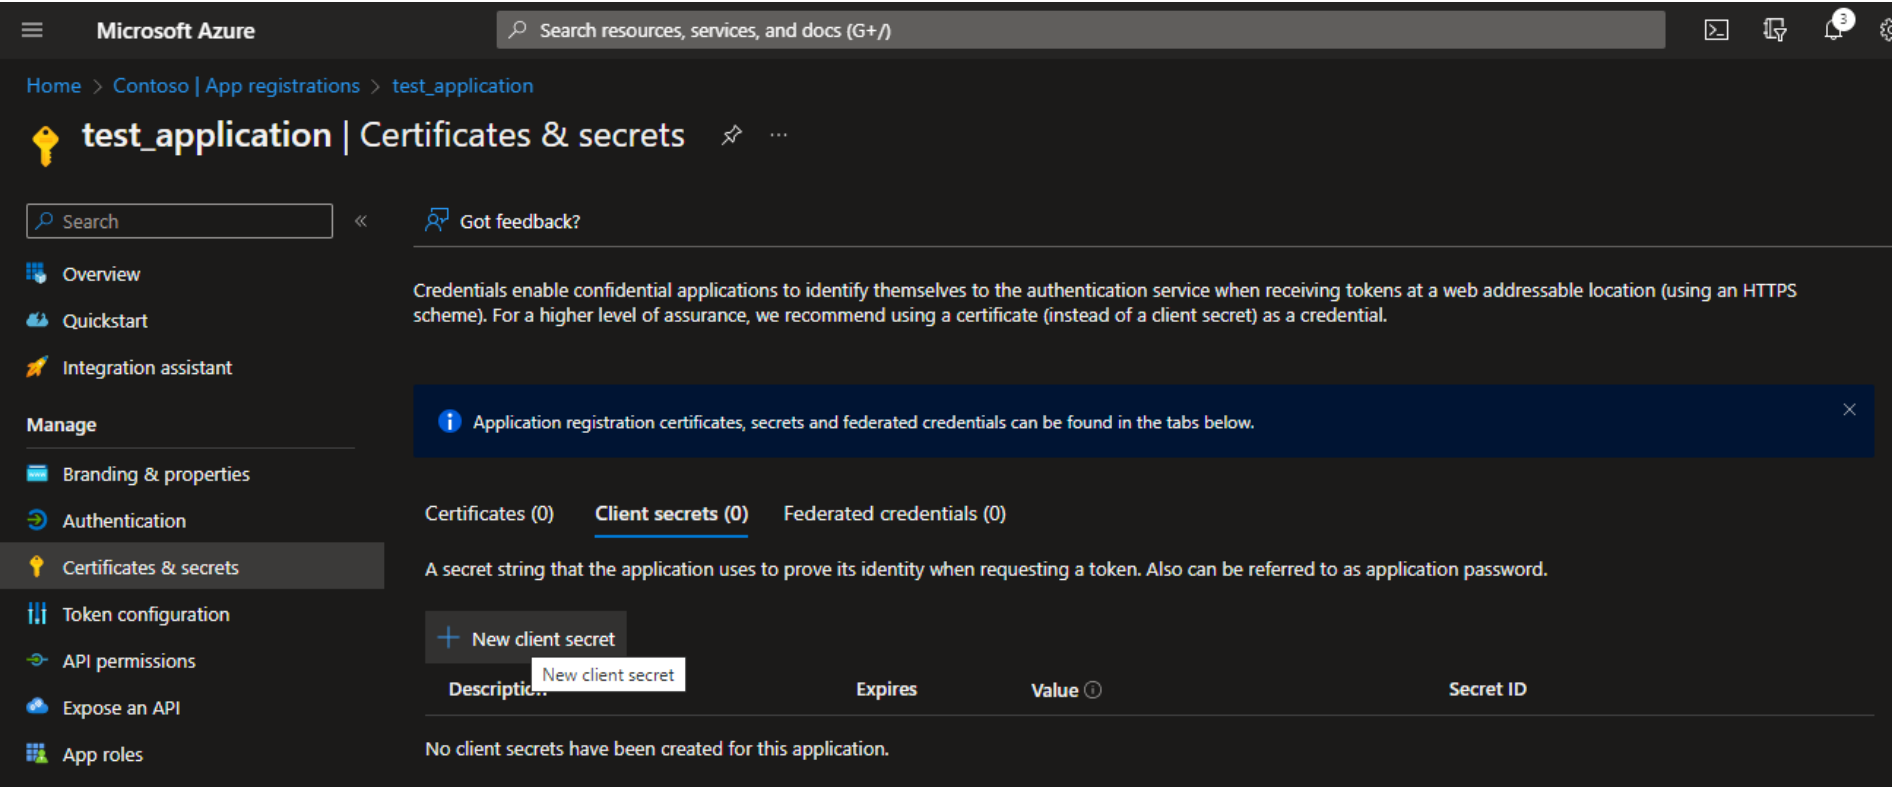 Microsoft Azure
Search resources, services, and docs (G+/)
3
Home > Contoso | App registrations > test_application
test_application | Certificates & secrets
Search
«
Got feedback?
Overview
Quickstart
Integration assistant
Manage
Branding & properties
Authentication
Certificates & secrets
Token configuration
API permissions
Expose an API
App roles
Credentials enable confidential applications to identify themselves to the authentication service when receiving tokens at a web addressable location (using an HTTPS
scheme). For a higher level of assurance, we recommend using a certificate (instead of a client secret) as a credential.
Application registration certificates, secrets and federated credentials can be found in the tabs below.
Certificates (0) Client secrets (0) Federated credentials (0)
A secret string that the application uses to prove its identity when requesting a token. Also can be referred to as application password.
New client secret
New client secret
Description Expires Value Secret ID
No client secrets have been created for this application.